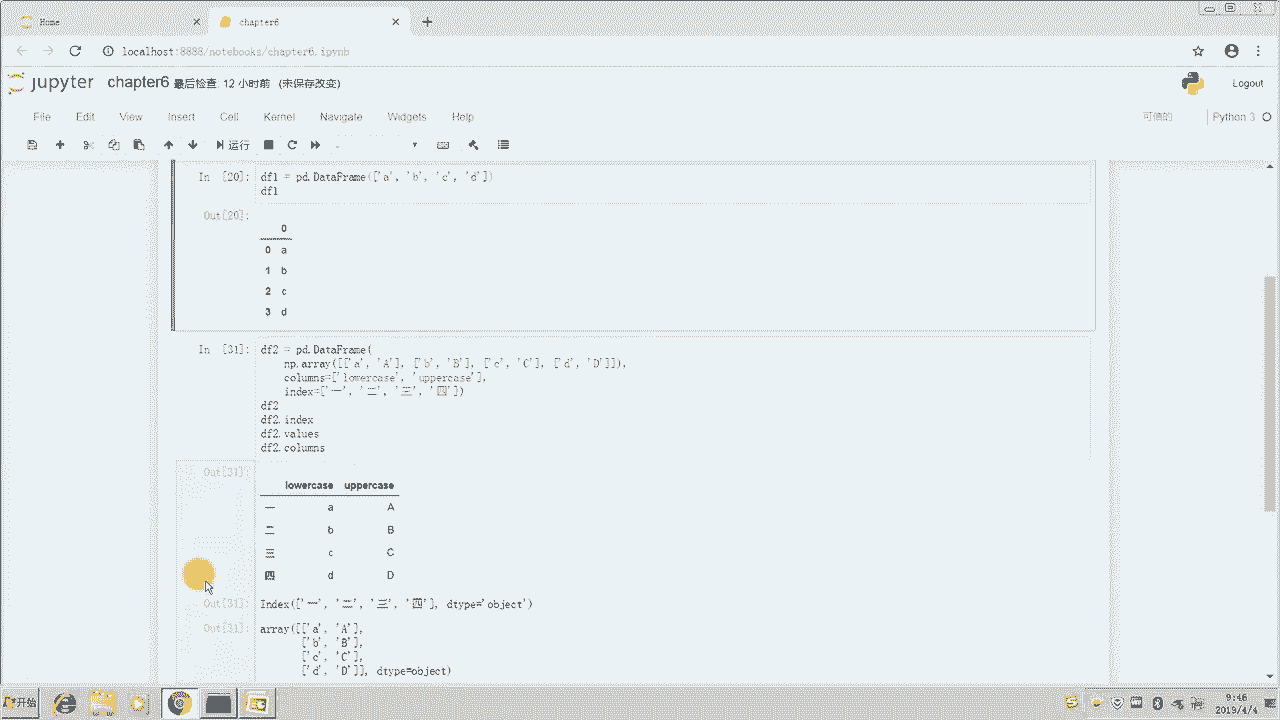 Home
chapter6
localhost:8888/notebooks/chapter6.ipynb
jupyter chapter6 最后检查: 12 小时前 (未保存改变)
Logout
File Edit View Insert Cell Kernel Navigate Widgets Help
可信的 Python 3
运行
In [20]: df1 = pd.DataFrame(['a', 'b', 'c', 'd'])
df1
Out[20]:
0
0 a
1 b
2 c
3 d
In [31]: df2 = pd.DataFrame(
np.array([['a', 'A'], ['b', 'B'], ['c', 'C'], ['d', 'D']]),
columns=['lowercase', 'uppercase'],
index=['一', '二', '三', '四'])
df2
df2.index
df2.values
df2.columns
Out[31]:
lowercase uppercase
一 a A
二 b B
三 c C
四 d D
Out[31]: Index(['一', '二', '三', '四'], dtype='object')
Out[31]: array([['a', 'A'],
['b', 'B'],
['c', 'C'],
['d', 'D']], dtype=object)
开始
9:46
2019/4/4